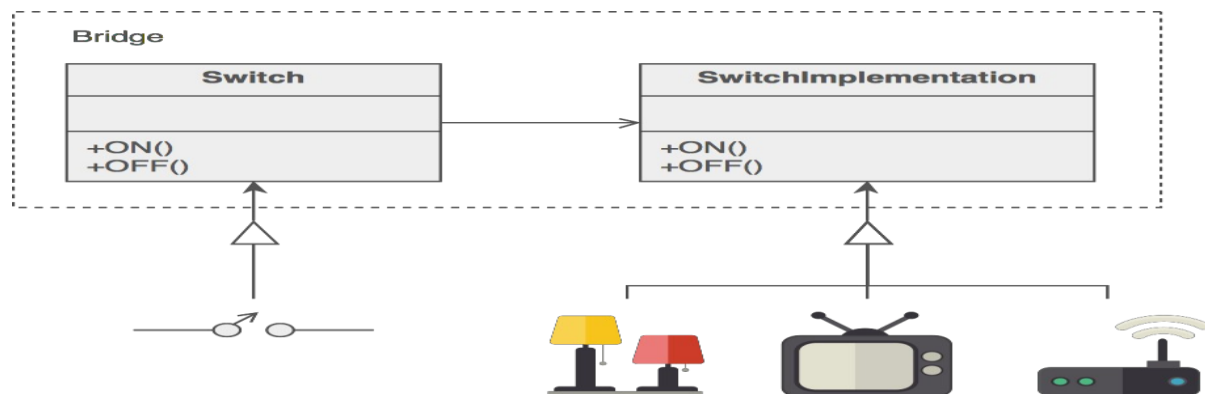 Bridge
Switch
+ON()
+OFF()
SwitchImplementation
+ON()
+OFF()